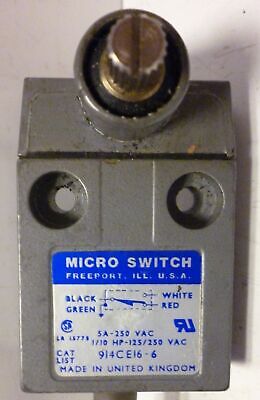 MICRO SWITCH
FREEPORT, ILL. U.S.A.
BLACK WHITE
GREEN RED
5A-250 VAC
1/10 HP-125/250 VAC
CAT LIST 914CE16-6
MADE IN UNITED KINGDOM